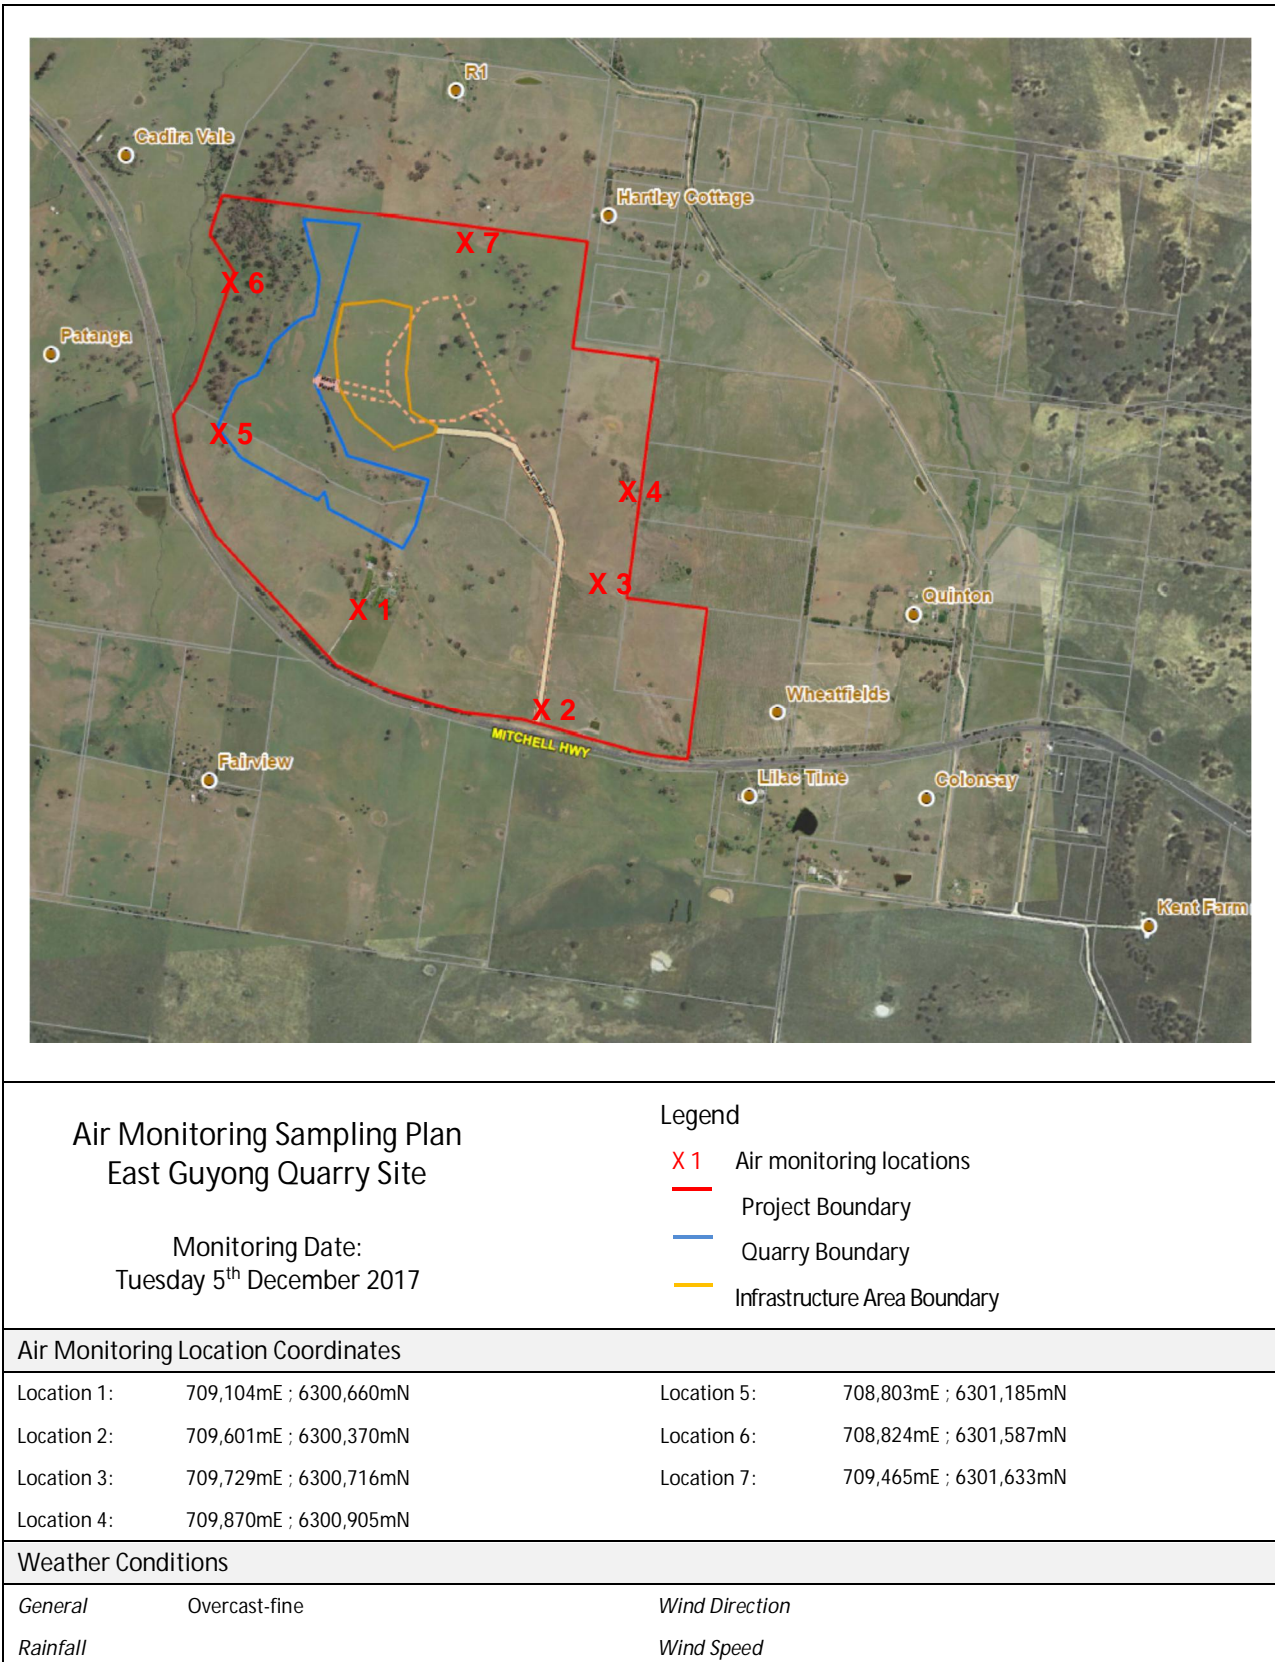 R1
Cadira Vale
Hartley Cottage
X 7
X 6
Patanga
X 5
X 4
X 3
X 1
Quinton
Wheatfields
X 2
MITCHELL HWY
Fairview
Lilac Time
Colonsay
Kent Farm
Air Monitoring Sampling Plan
East Guyong Quarry Site
Monitoring Date:
Tuesday 5th December 2017
Legend
X 1 Air monitoring locations
Project Boundary
Quarry Boundary
Infrastructure Area Boundary
Air Monitoring Location Coordinates
Location 1: 709,104mE ; 6300,660mN
Location 5: 708,803mE ; 6301,185mN
Location 2: 709,601mE ; 6300,370mN
Location 6: 708,824mE ; 6301,587mN
Location 3: 709,729mE ; 6300,716mN
Location 7: 709,465mE ; 6301,633mN
Location 4: 709,870mE ; 6300,905mN
Weather Conditions
General Overcast-fine
Wind Direction
Rainfall
Wind Speed